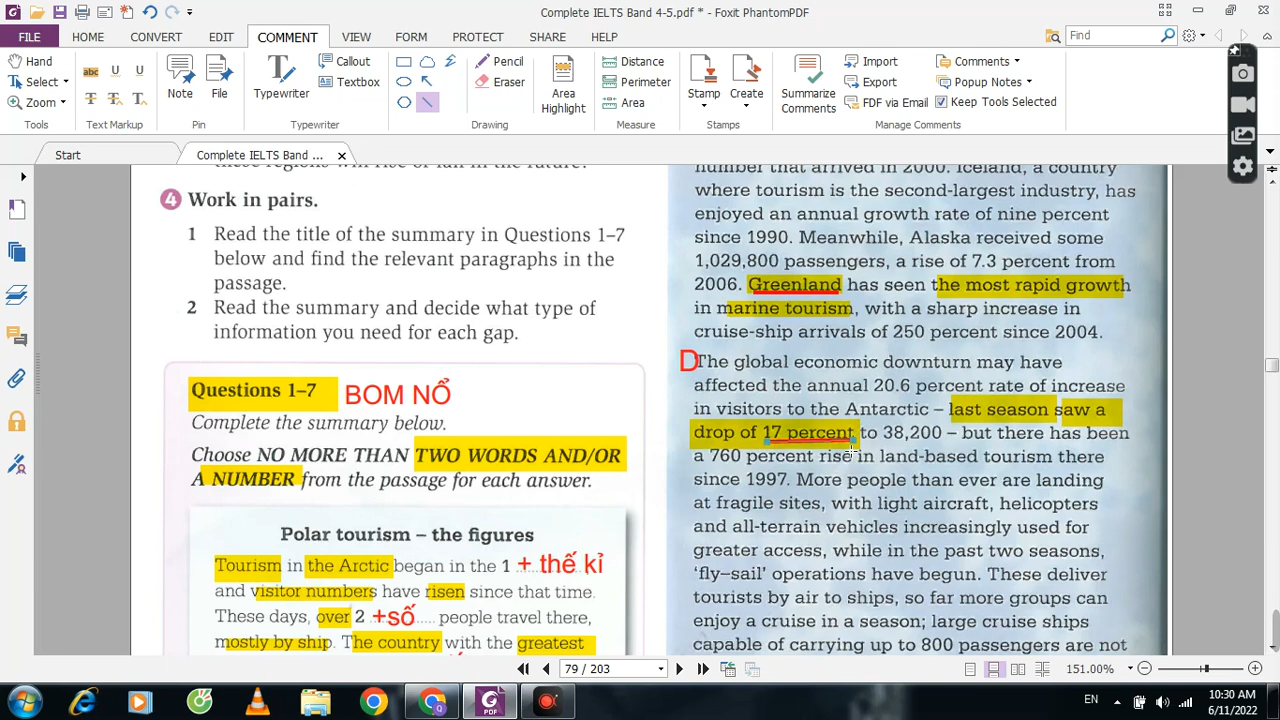 Complete IELTS Band 4-5.pdf * - Foxit PhantomPDF
FILE HOME CONVERT EDIT COMMENT VIEW FORM PROTECT SHARE HELP
Find
Hand
Select
Zoom
Tools
abc U U
T T T
Text Markup
Note
File
Pin
Typewriter
Callout
Textbox
Typewriter
Pencil
Eraser
Drawing
Area
Highlight
Distance
Perimeter
Area
Measure
Stamp
Create
Stamps
Summarize
Comments
Import
Export
FDF via Email
Comments
Popup Notes
Keep Tools Selected
Manage Comments
Start
Complete IELTS Band ...
4 Work in pairs.
1 Read the title of the summary in Questions 1–7
below and find the relevant paragraphs in the
passage.
2 Read the summary and decide what type of
information you need for each gap.
Questions 1–7 BOM NỔ
Complete the summary below.
Choose NO MORE THAN TWO WORDS AND/OR
A NUMBER from the passage for each answer.
Polar tourism – the figures
Tourism in the Arctic began in the 1 ........ + thế kỉ
and visitor numbers have risen since that time.
These days, over 2 ........ +số people travel there,
mostly by ship. The country with the greatest
number that arrived in 2000. Iceland, a country
where tourism is the second-largest industry, has
enjoyed an annual growth rate of nine percent
since 1990. Meanwhile, Alaska received some
1,029,800 passengers, a rise of 7.3 percent from
2006. Greenland has seen the most rapid growth
in marine tourism, with a sharp increase in
cruise-ship arrivals of 250 percent since 2004.
D The global economic downturn may have
affected the annual 20.6 percent rate of increase
in visitors to the Antarctic – last season saw a
drop of 17 percent to 38,200 – but there has been
a 760 percent rise in land-based tourism there
since 1997. More people than ever are landing
at fragile sites, with light aircraft, helicopters
and all-terrain vehicles increasingly used for
greater access, while in the past two seasons,
'fly–sail' operations have begun. These deliver
tourists by air to ships, so far more groups can
enjoy a cruise in a season; large cruise ships
capable of carrying up to 800 passengers are not
79 / 203
151.00%
EN
10:30 AM
6/11/2022